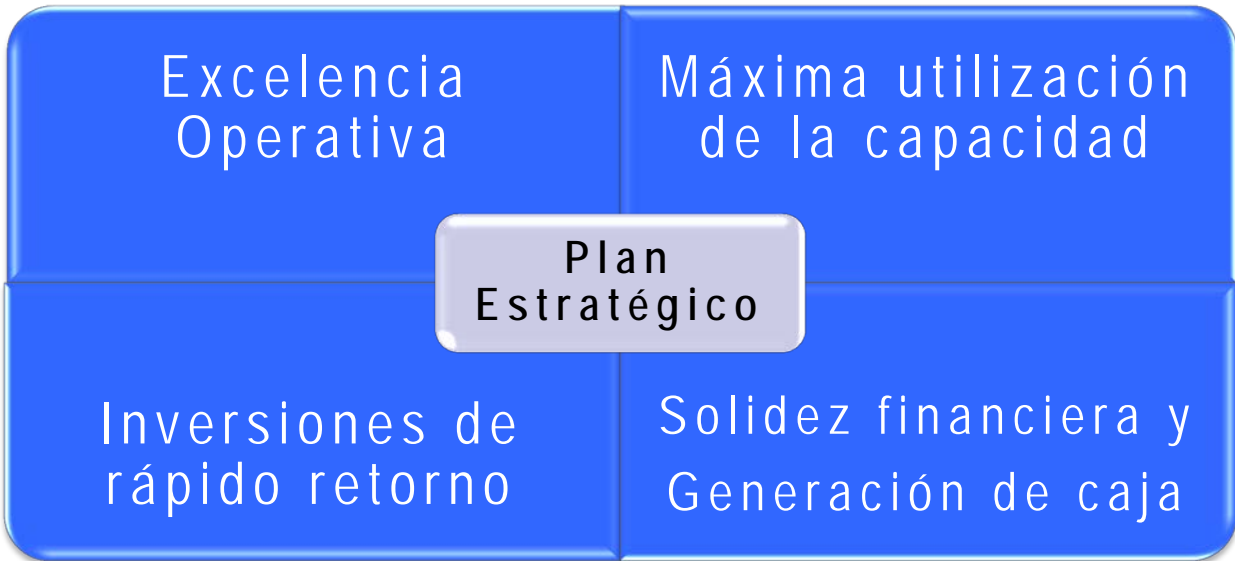 Excelencia
Operativa
Máxima utilización
de la capacidad
Plan
Estratégico
Inversiones de
rápido retorno
Solidez financiera y
Generación de caja